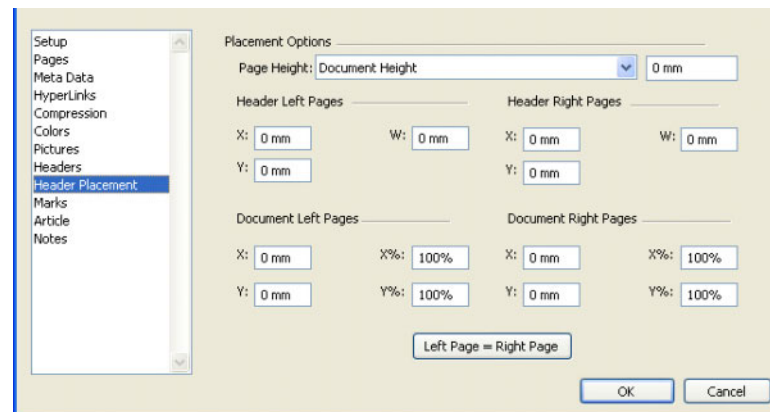 Setup
Pages
Meta Data
HyperLinks
Compression
Colors
Pictures
Headers
Header Placement
Marks
Article
Notes
Placement Options
Page Height: Document Height 0 mm
Header Left Pages
X: 0 mm W: 0 mm
Y: 0 mm
Header Right Pages
X: 0 mm W: 0 mm
Y: 0 mm
Document Left Pages
X: 0 mm X%: 100%
Y: 0 mm Y%: 100%
Document Right Pages
X: 0 mm X%: 100%
Y: 0 mm Y%: 100%
Left Page = Right Page
OK Cancel